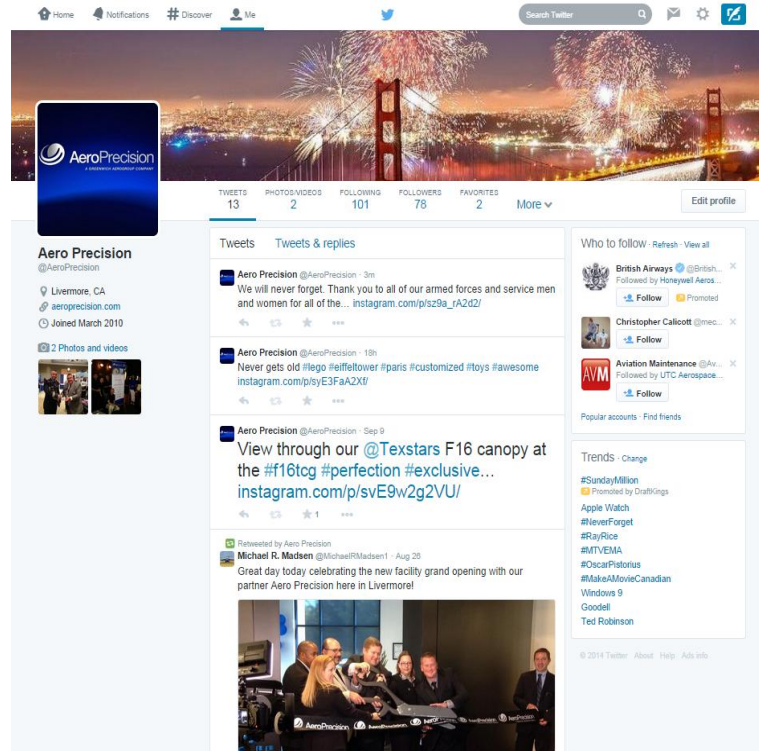 Home Notifications # Discover Me
Search Twitter
AeroPrecision
A GREENWICH AEROGROUP COMPANY
TWEETS PHOTOS/VIDEOS FOLLOWING FOLLOWERS FAVORITES
13 2 101 78 2 More
Edit profile
Aero Precision
@AeroPrecision
Livermore, CA
aeroprecision.com
Joined March 2010
2 Photos and videos
Tweets Tweets & replies
Aero Precision @AeroPrecision · 3m
We will never forget. Thank you to all of our armed forces and service men
and women for all of the... instagram.com/p/sz9a_rA2d2/
Aero Precision @AeroPrecision · 18h
Never gets old #lego #eiffeltower #paris #customized #toys #awesome
instagram.com/p/syE3FaA2Xf/
Aero Precision @AeroPrecision · Sep 9
View through our @Texstars F16 canopy at
the #f16tcg #perfection #exclusive...
instagram.com/p/svE9w2g2VU/
1
Retweeted by Aero Precision
Michael R. Madsen @MichaelRMadsen1 · Aug 26
Great day today celebrating the new facility grand opening with our
partner Aero Precision here in Livermore!
AeroPrecision AeroPrecision
Who to follow · Refresh · View all
British Airways @British...
Followed by Honeywell Aeros...
Follow Promoted
Christopher Calicott @mec...
Follow
AVM
Aviation Maintenance @Av...
Followed by UTC Aerospace...
Follow
Popular accounts · Find friends
Trends · Change
#SundayMillion
Promoted by DraftKings
Apple Watch
#NeverForget
#RayRice
#MTVEMA
#OscarPistorius
#MakeAMovieCanadian
Windows 9
Goodell
Ted Robinson
© 2014 Twitter About Help Ads info